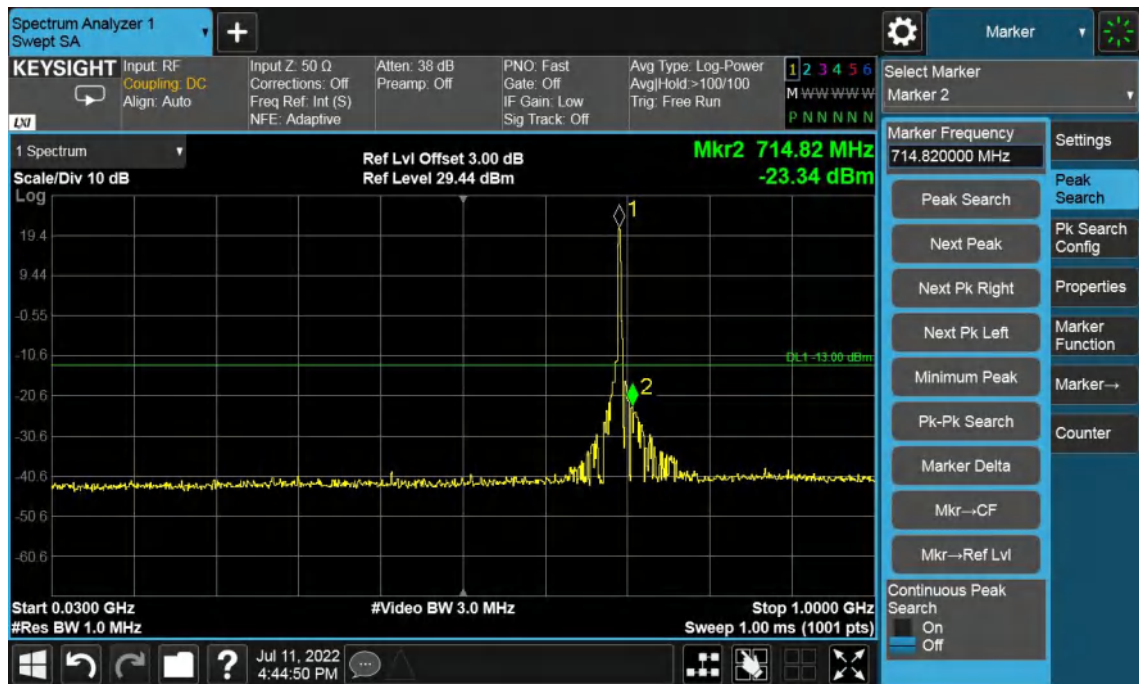 Spectrum Analyzer 1
Swept SA
+
Marker
KEYSIGHT
LXI
Input: RF
Coupling: DC
Align: Auto
Input Z: 50 Ω
Corrections: Off
Freq Ref: Int (S)
NFE: Adaptive
Atten: 38 dB
Preamp: Off
PNO: Fast
Gate: Off
IF Gain: Low
Sig Track: Off
Avg Type: Log-Power
Avg|Hold:>100/100
Trig: Free Run
1 2 3 4 5 6
M W W W W W
P N N N N N
Select Marker
Marker 2
1 Spectrum
Scale/Div 10 dB
Log
Ref Lvl Offset 3.00 dB
Ref Level 29.44 dBm
Mkr2 714.82 MHz
-23.34 dBm
19.4
9.44
-0.55
-10.6
-20.6
-30.6
-40.6
-50.6
-60.6
1
DL1 -13.00 dBm
2
Start 0.0300 GHz
#Res BW 1.0 MHz
#Video BW 3.0 MHz
Stop 1.0000 GHz
Sweep 1.00 ms (1001 pts)
Marker Frequency
714.820000 MHz
Peak Search
Next Peak
Next Pk Right
Next Pk Left
Minimum Peak
Pk-Pk Search
Marker Delta
Mkr→CF
Mkr→Ref Lvl
Continuous Peak
Search
On
Off
Settings
Peak
Search
Pk Search
Config
Properties
Marker
Function
Marker→
Counter
?
Jul 11, 2022
4:44:50 PM